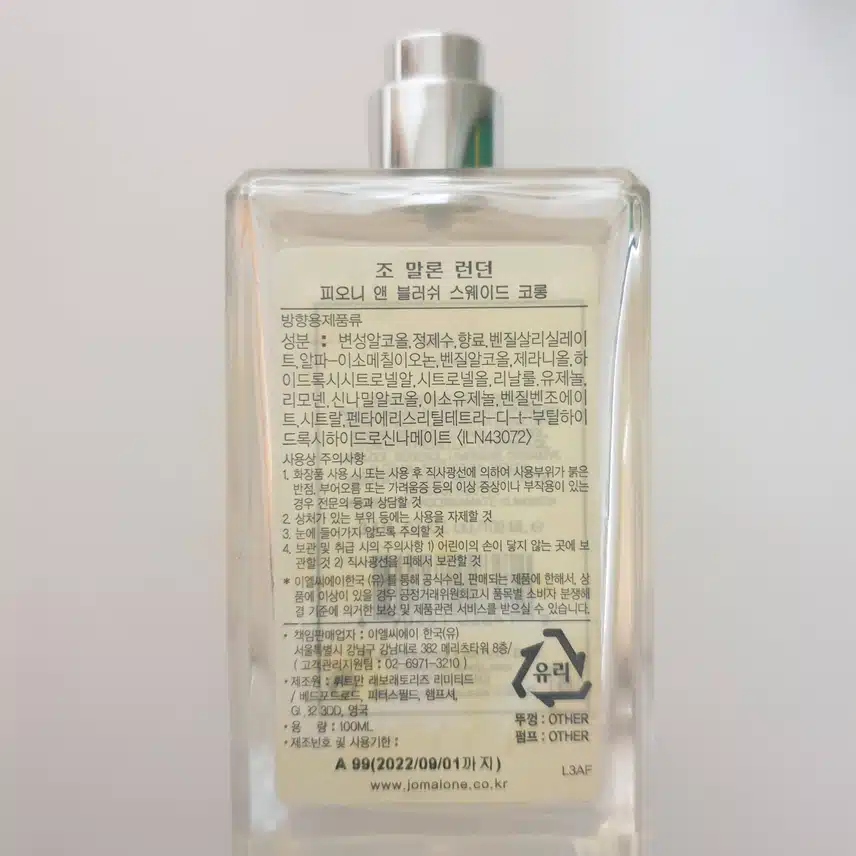 조 말론 런던
피오니 앤 블러쉬 스웨이드 코롱
방향용제품류
성분 : 변성알코올,정제수,향료,벤질살리실레이
트,알파-이소메칠이오논,벤질알코올,제라니올,하
이드록시시트로넬알,시트로넬올,리날룰,유제놀,
리모넨,신나밀알코올,이소유제놀,벤질벤조에이
트,시트랄,펜타에리스리틸테트라-디-t-부틸하이
드록시하이드로신나메이트 <ILN43072>
사용상 주의사항
1. 화장품 사용 시 또는 사용 후 직사광선에 의하여 사용부위가 붉은
반점, 부어오름 또는 가려움증 등의 이상 증상이나 부작용이 있는
경우 전문의 등과 상담할 것
2. 상처가 있는 부위 등에는 사용을 자제할 것
3. 눈에 들어가지 않도록 주의할 것
4. 보관 및 취급 시의 주의사항 1) 어린이의 손이 닿지 않는 곳에 보
관할 것 2) 직사광선을 피해서 보관할 것
* 이엘씨에이한국 (유)를 통해 공식수입, 판매되는 제품에 한해서, 상
품에 이상이 있을 경우 공정거래위원회고시 품목별 소비자 분쟁해
결 기준에 의거한 보상 및 제품관련 서비스를 받으실 수 있습니다.
• 책임판매업자 : 이엘씨에이 한국(유)
서울특별시 강남구 강남대로 382 메리츠타워 8층/
( 고객관리지원팀 : 02-6971-3210 )
• 제조원 : 휘트만 래보래토리즈 리미티드
/ 베드포드로드, 피터스필드, 햄프셔,
3DD, 영국
• 용 량 : 100ML
• 제조번호 및 사용기한 :
A 99(2022/09/01까지)
www.jomalone.co.kr
유리
뚜껑 : OTHER
펌프 : OTHER
L3AF